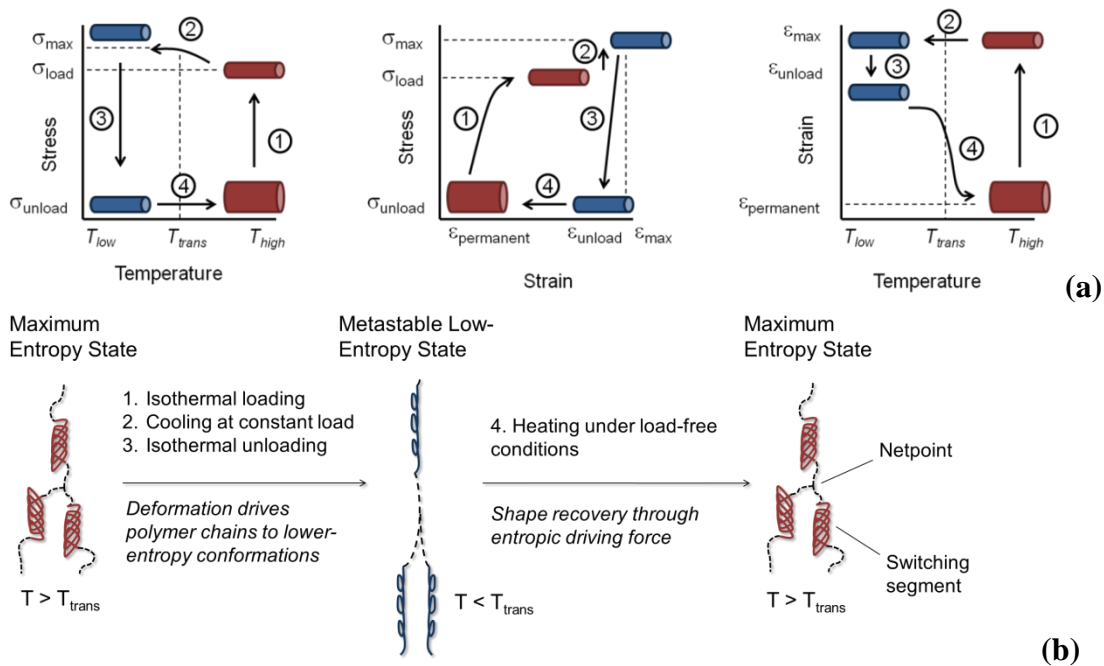 σmax
σload
σunload
Stress
①
②
③
④
Tlow
Ttrans
Thigh
Temperature
σmax
σload
σunload
Stress
①
②
③
④
εpermanent
εunload
εmax
Strain
εmax
εunload
εpermanent
Strain
①
②
③
④
Tlow
Ttrans
Thigh
Temperature
(a)
Maximum
Entropy State
T > Ttrans
1. Isothermal loading
2. Cooling at constant load
3. Isothermal unloading
Deformation drives
polymer chains to lower-
entropy conformations
Metastable Low-
Entropy State
T < Ttrans
4. Heating under load-free
conditions
Shape recovery through
entropic driving force
Maximum
Entropy State
Netpoint
Switching
segment
T > Ttrans
(b)